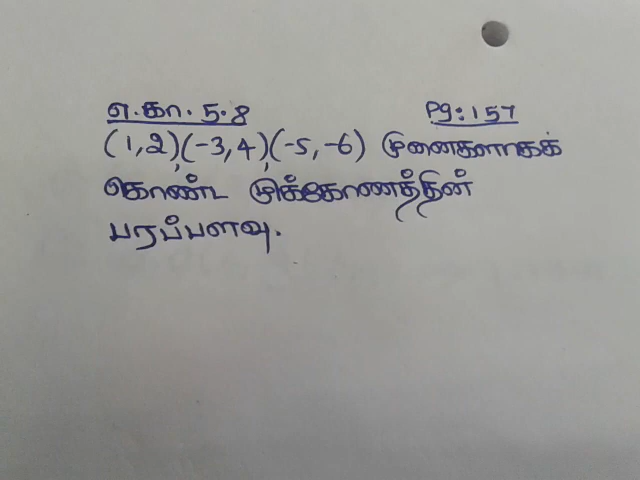 எ.கா. 5.8 Pg: 157
(1,2),(-3,4),(-5,-6) முனைகளாகக்
கொண்ட முக்கோணத்தின்
பரப்பளவு.